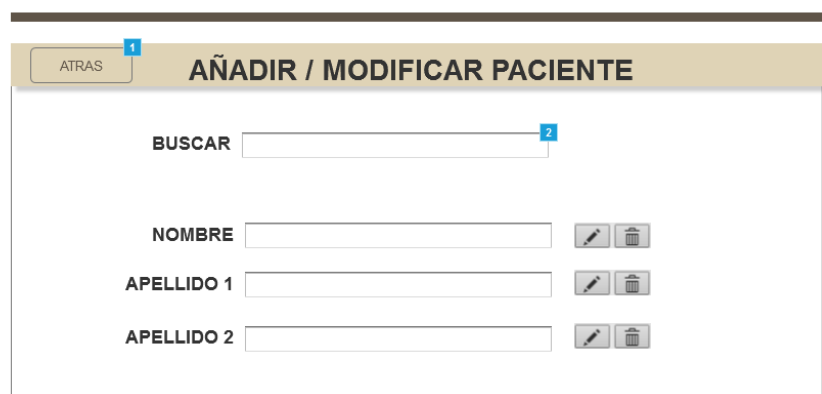 1
ATRAS AÑADIR / MODIFICAR PACIENTE
BUSCAR 2
NOMBRE
APELLIDO 1
APELLIDO 2